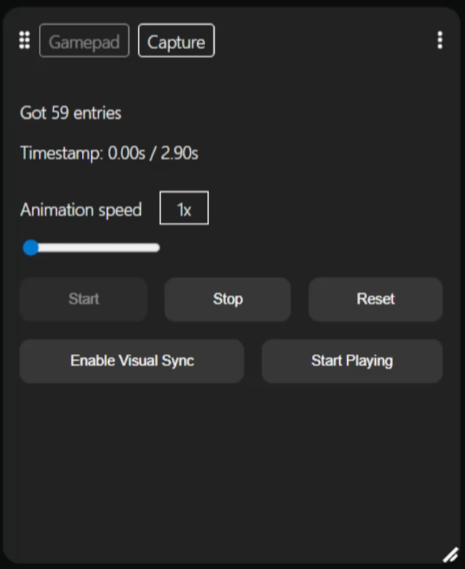 Gamepad Capture
Got 59 entries
Timestamp: 0.00s / 2.90s
Animation speed 1x
Start Stop Reset
Enable Visual Sync Start Playing